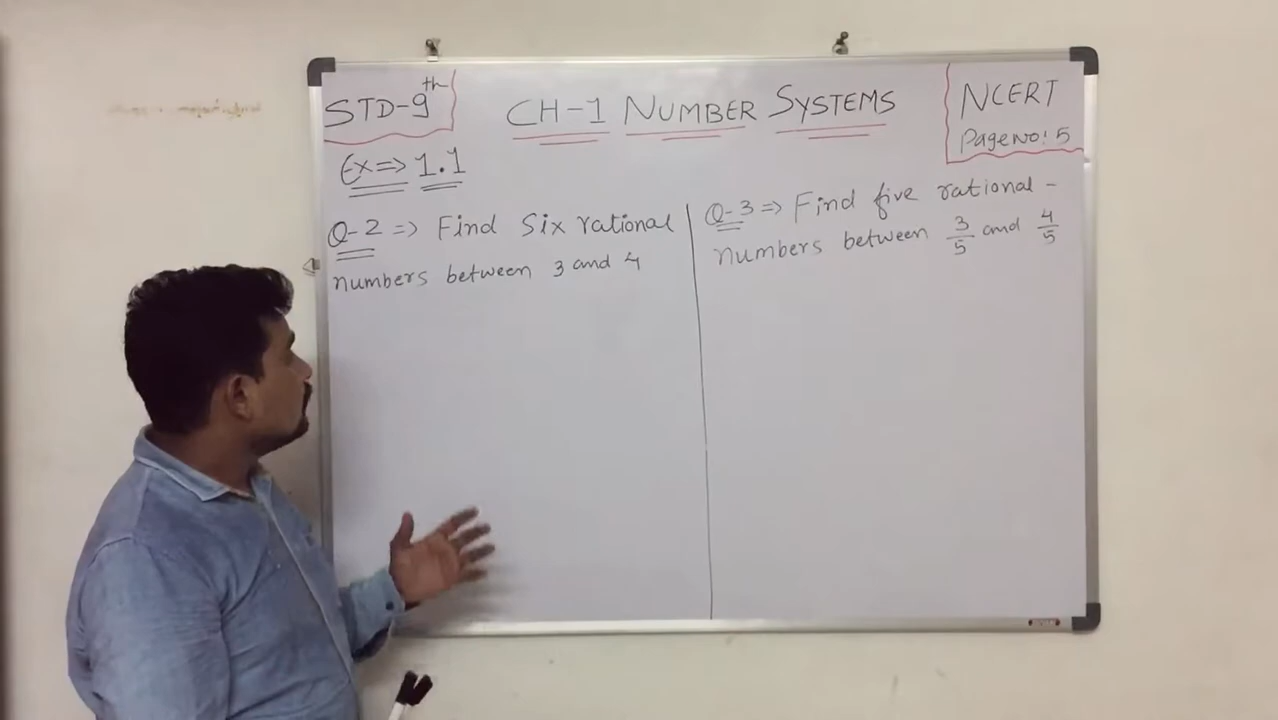 STD-9th
CH-1 NUMBER SYSTEMS
NCERT
Page No: 5
Ex => 1.1
Q-2 => Find Six rational
numbers between 3 and 4
Q-3 => Find five rational -
numbers between 3/5 and 4/5